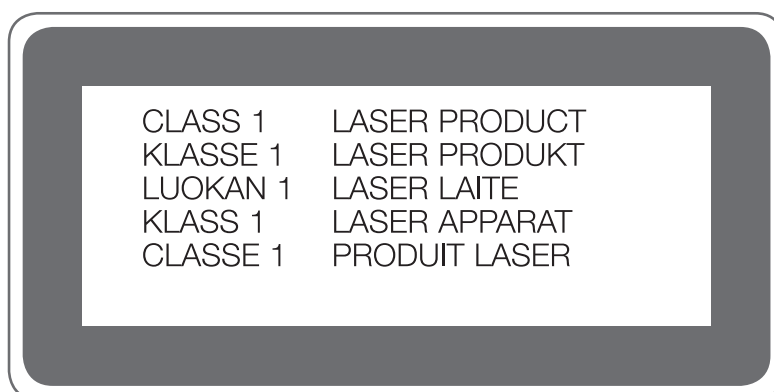 CLASS 1 LASER PRODUCT
KLASSE 1 LASER PRODUKT
LUOKAN 1 LASER LAITE
KLASS 1 LASER APPARAT
CLASSE 1 PRODUIT LASER